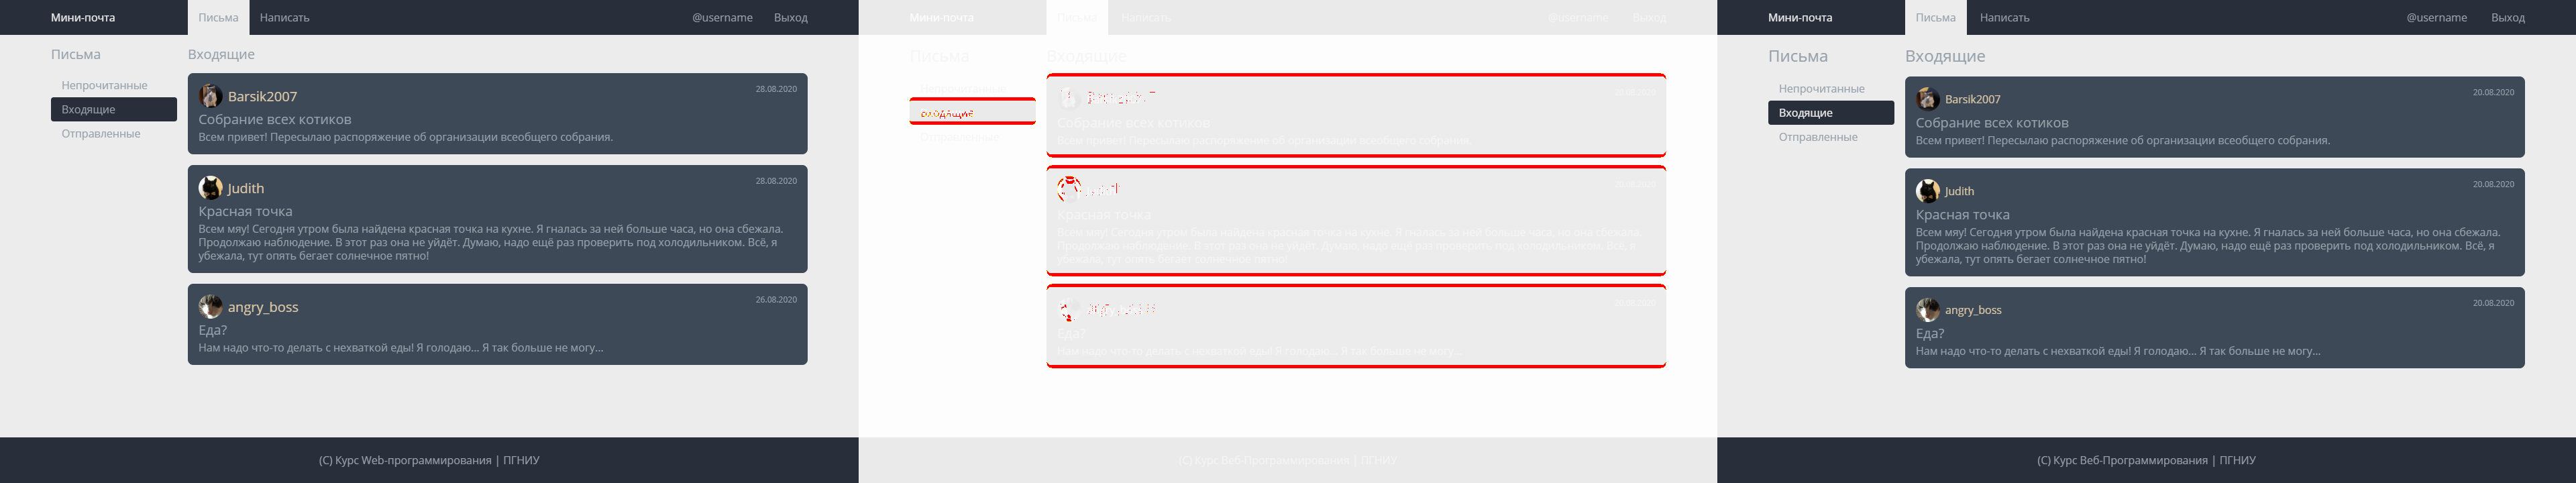 Мини-почта Письма Написать @username Выход
Письма
Непрочитанные
Входящие
Отправленные
Входящие
Barsik2007 28.08.2020
Собрание всех котиков
Всем привет! Пересылаю распоряжение об организации всеобщего собрания.
Judith 28.08.2020
Красная точка
Всем мяу! Сегодня утром была найдена красная точка на кухне. Я гналась за ней больше часа, но она сбежала.
Продолжаю наблюдение. В этот раз она не уйдёт. Думаю, надо ещё раз проверить под холодильником. Всё, я
убежала, тут опять бегает солнечное пятно!
angry_boss 26.08.2020
Еда?
Нам надо что-то делать с нехваткой еды! Я голодаю... Я так больше не могу...
(С) Курс Web-программирования | ПГНИУ
Мини-почта Письма Написать @username Выход
Письма
Непрочитанные
Входящие
Отправленные
Входящие
Собрание всех котиков
Всем привет! Пересылаю распоряжение об организации всеобщего собрания.
Красная точка
Всем мяу! Сегодня утром была найдена красная точка на кухне. Я гналась за ней больше часа, но она сбежала.
Продолжаю наблюдение. В этот раз она не уйдёт. Думаю, надо ещё раз проверить под холодильником. Всё, я
убежала, тут опять бегает солнечное пятно!
Еда?
Нам надо что-то делать с нехваткой еды! Я голодаю... Я так больше не могу...
(С) Курс Веб-Программирования | ПГНИУ
Мини-почта Письма Написать @username Выход
Письма
Непрочитанные
Входящие
Отправленные
Входящие
Barsik2007 20.08.2020
Собрание всех котиков
Всем привет! Пересылаю распоряжение об организации всеобщего собрания.
Judith 20.08.2020
Красная точка
Всем мяу! Сегодня утром была найдена красная точка на кухне. Я гналась за ней больше часа, но она сбежала.
Продолжаю наблюдение. В этот раз она не уйдёт. Думаю, надо ещё раз проверить под холодильником. Всё, я
убежала, тут опять бегает солнечное пятно!
angry_boss 20.08.2020
Еда?
Нам надо что-то делать с нехваткой еды! Я голодаю... Я так больше не могу...
(С) Курс Веб-Программирования | ПГНИУ